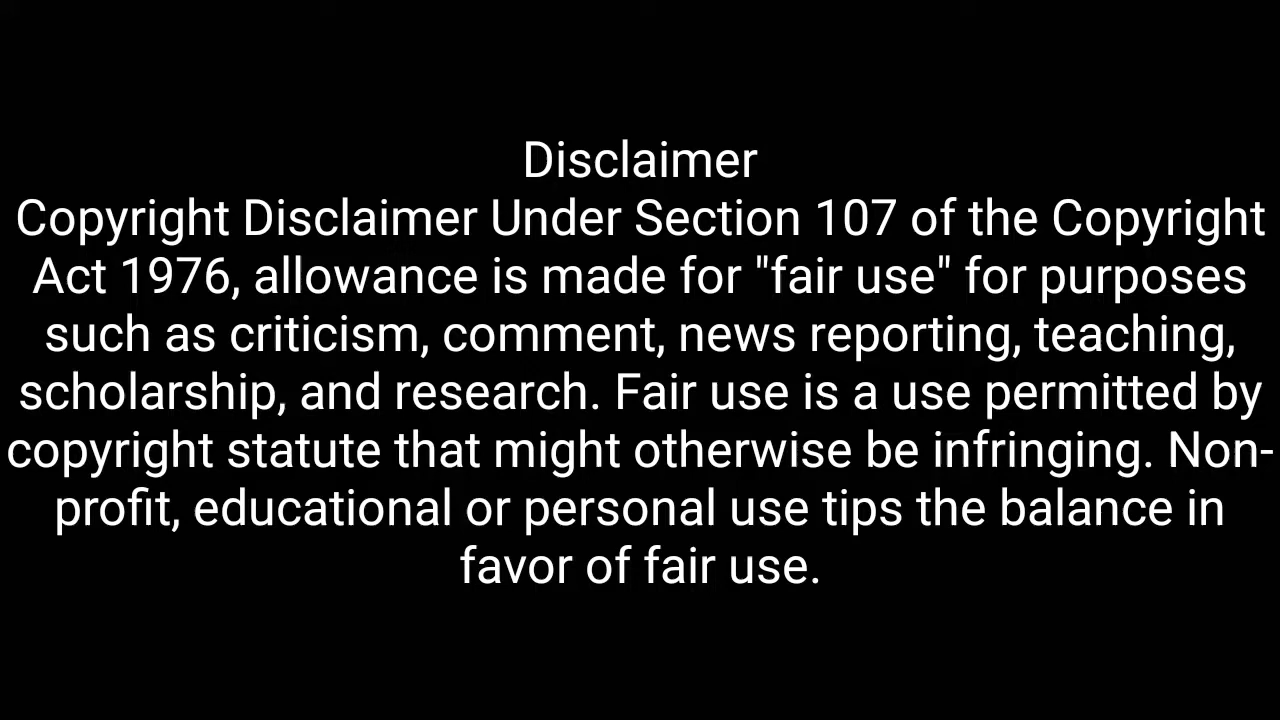 Disclaimer
Copyright Disclaimer Under Section 107 of the Copyright
Act 1976, allowance is made for "fair use" for purposes
such as criticism, comment, news reporting, teaching,
scholarship, and research. Fair use is a use permitted by
copyright statute that might otherwise be infringing. Non-
profit, educational or personal use tips the balance in
favor of fair use.